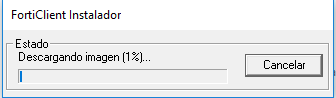 FortiClient Instalador
Estado
Descargando imagen (1%)...
Cancelar